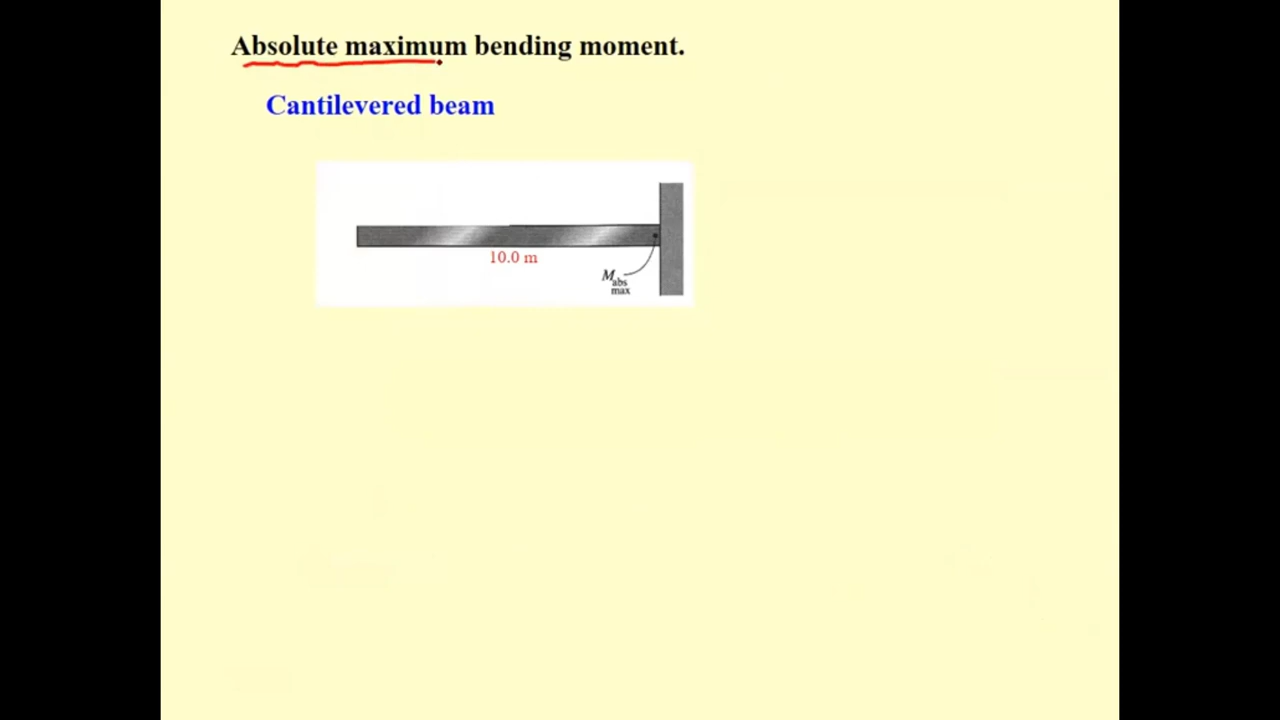 Absolute maximum bending moment.
Cantilevered beam
10.0 m
M abs
max